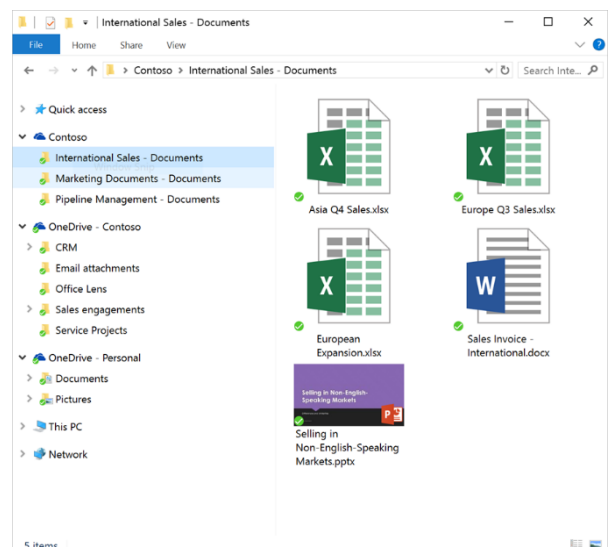 International Sales - Documents
File Home Share View
Contoso > International Sales - Documents
Search Inte...
Quick access
Contoso
International Sales - Documents
Marketing Documents - Documents
Pipeline Management - Documents
OneDrive - Contoso
CRM
Email attachments
Office Lens
Sales engagements
Service Projects
OneDrive - Personal
Documents
Pictures
This PC
Network
X
Asia Q4 Sales.xlsx
X
Europe Q3 Sales.xlsx
X
European
Expansion.xlsx
W
Sales Invoice -
International.docx
Selling in Non-English-
Speaking Markets
P
Selling in
Non-English-Speaking
Markets.pptx
5 items